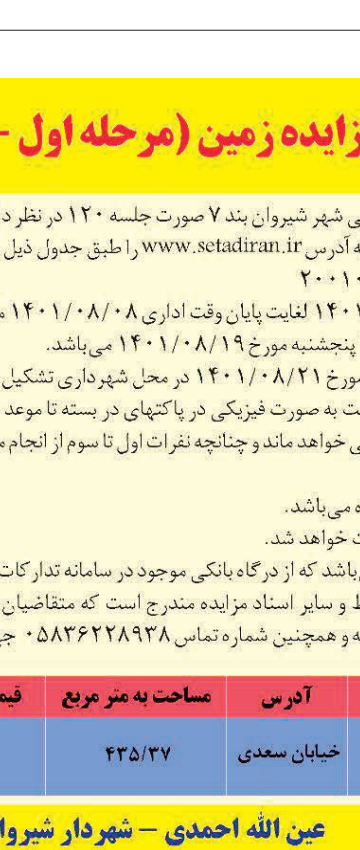 زایده زمین (مرحله اول -
ی شهر شیروان بند ۷ صورت جلسه ۱۲۰ در نظر د
ه آدرس www.setadiran.ir را طبق جدول ذیل
۲۰۰۱۰
۱۴۰۱ لغایت پایان وقت اداری ۱۴۰۱/۰۸/۰۸ م
پنجشنبه مورخ ۱۴۰۱/۰۸/۱۹ می‌باشد.
مورخ ۱۴۰۱/۰۸/۲۱ در محل شهرداری تشکیل
ت به صورت فیزیکی در پاکتهای در بسته تا موعد
ی خواهد ماند و چنانچه نفرات اول تا سوم از انجام م
ه می‌باشد.
ت خواهد شد.
باشد که از درگاه بانکی موجود در سامانه تدارکات
ط و سایر اسناد مزایده مندرج است که متقاضیان
ه و همچنین شماره تماس ۰۵۸۳۶۲۲۸۹۳۸ جه
آدرس مساحت به متر مربع قیم
خیابان سعدی ۴۳۵/۳۷
عین الله احمدی – شهردار شیروا